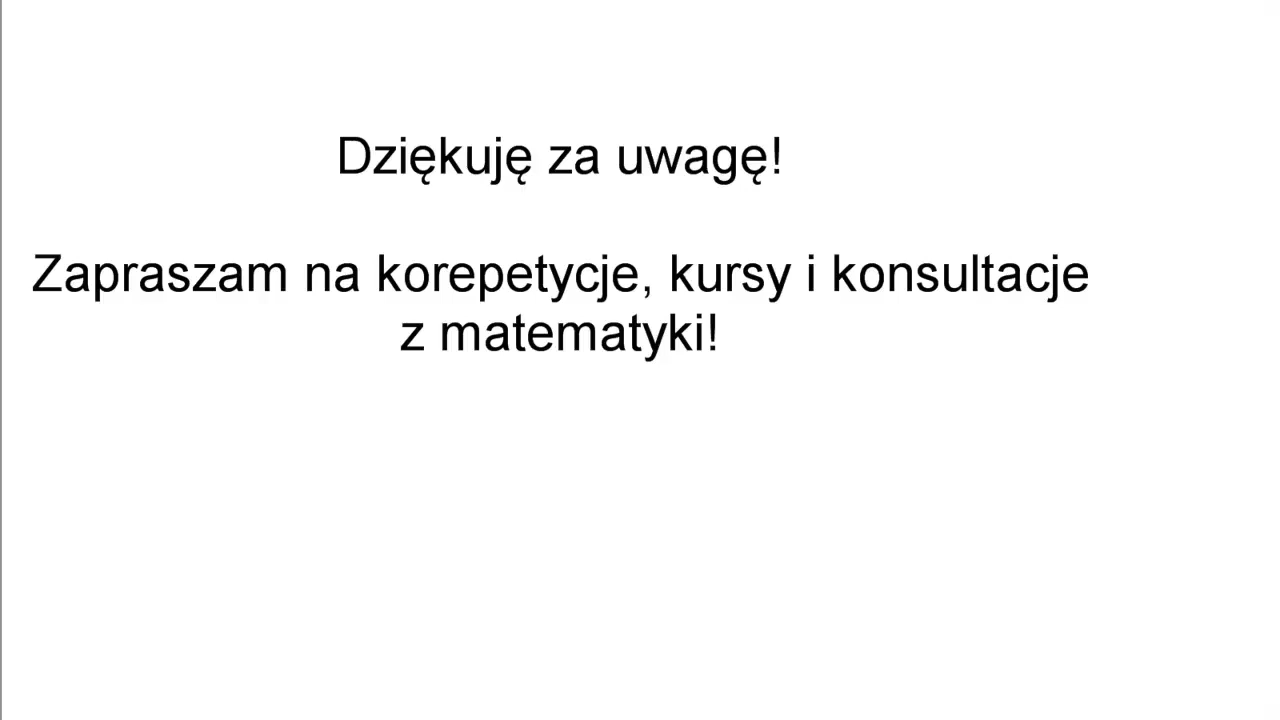 Dziękuję za uwagę!
Zapraszam na korepetycje, kursy i konsultacje
z matematyki!